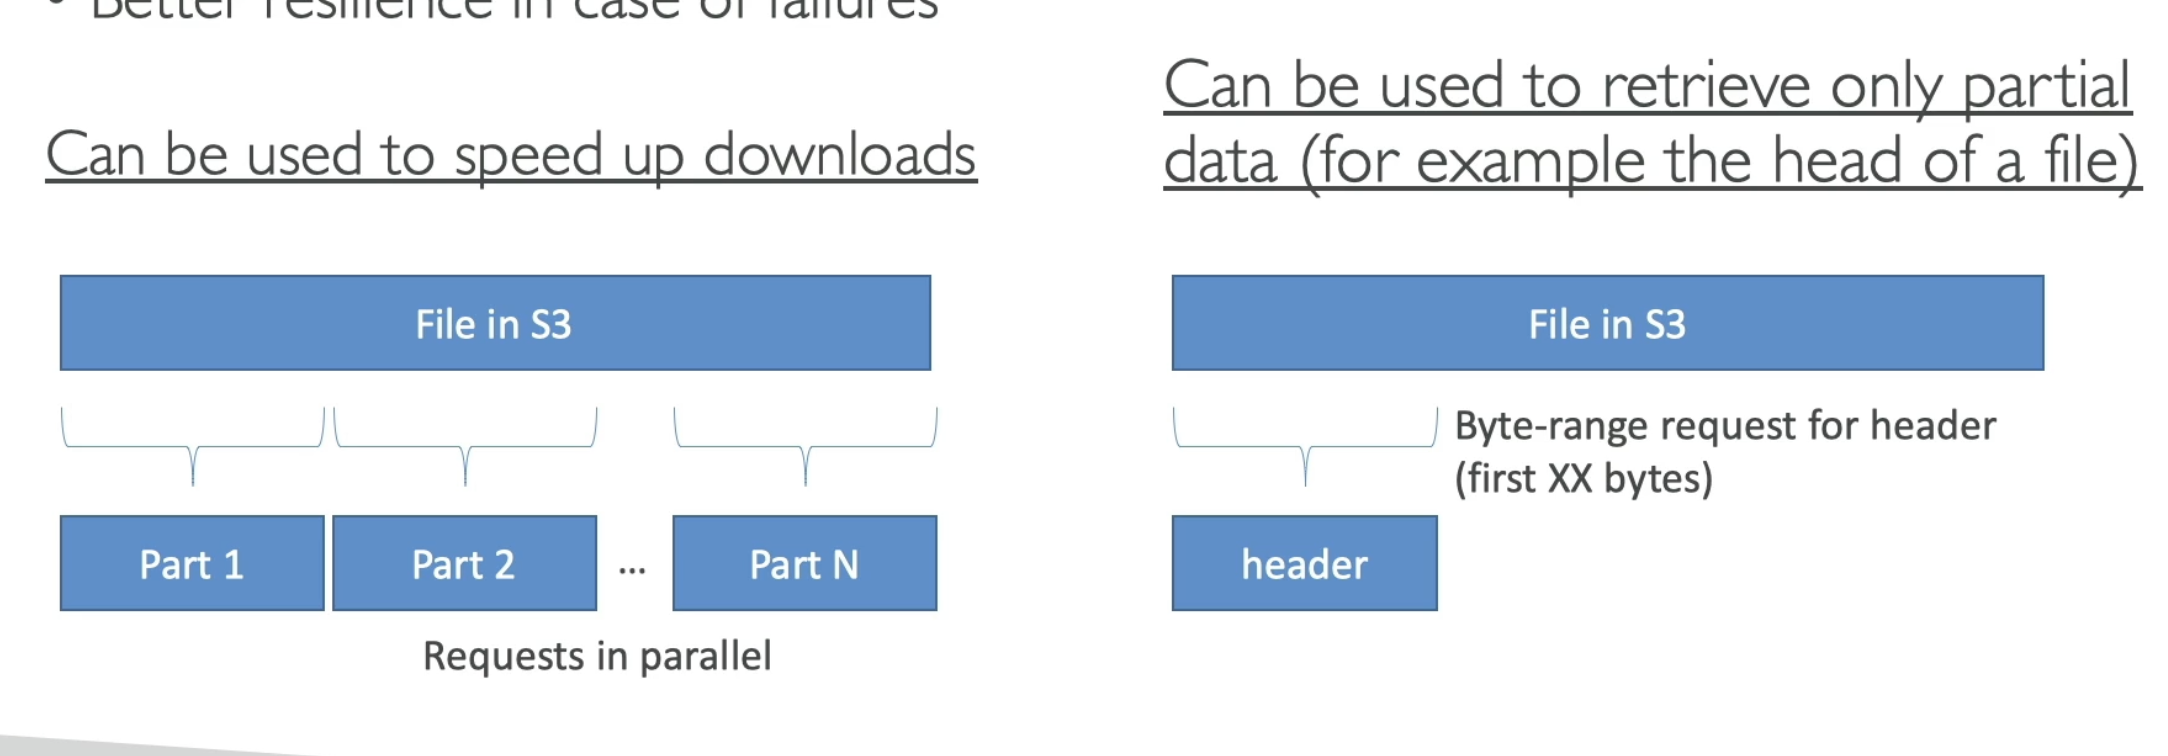 • Better resilience in case of failures
Can be used to speed up downloads
File in S3
Part 1
Part 2
...
Part N
Requests in parallel
Can be used to retrieve only partial
data (for example the head of a file)
File in S3
Byte-range request for header
(first XX bytes)
header